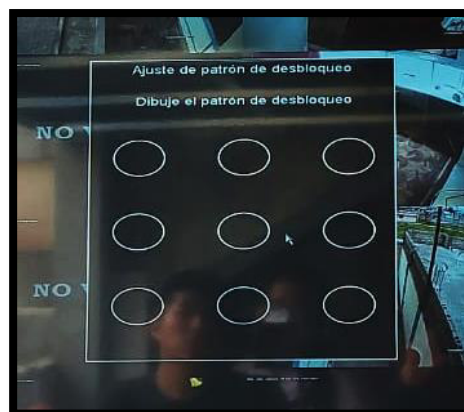 Ajuste de patrón de desbloqueo
Dibuje el patrón de desbloqueo
NO
NO